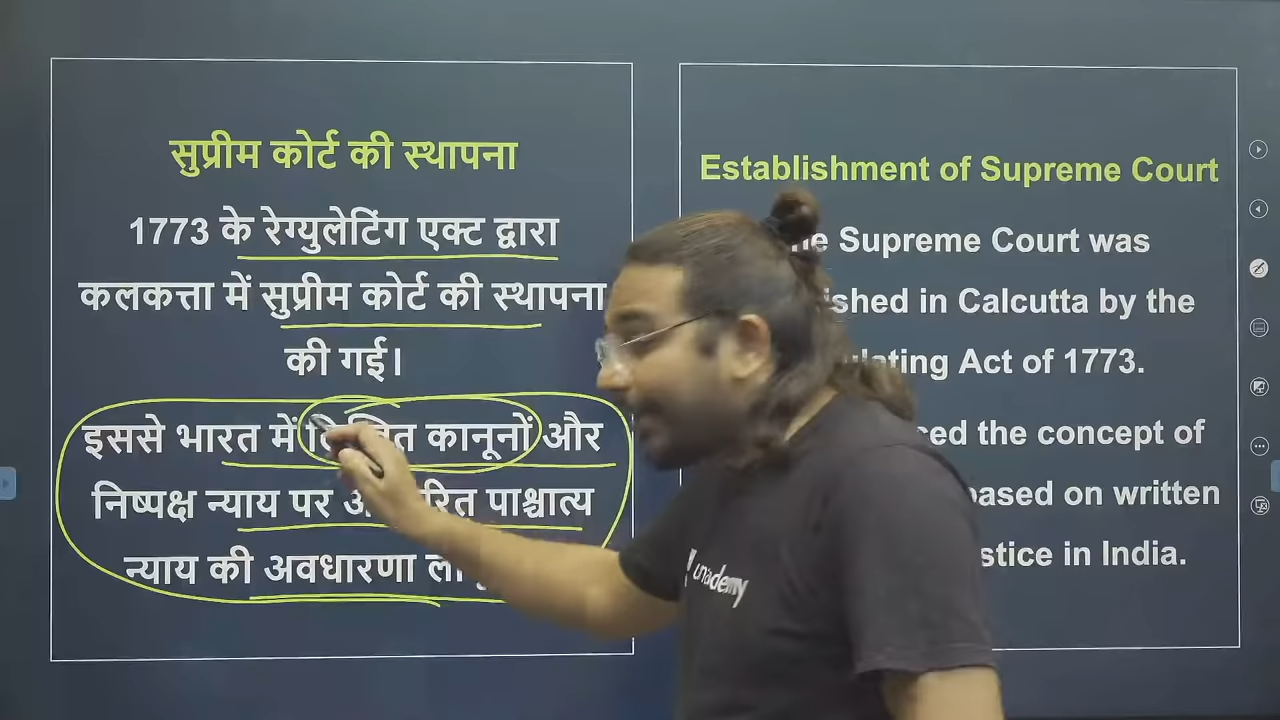 सुप्रीम कोर्ट की स्थापना
1773 के रेग्युलेटिंग एक्ट द्वारा
कलकत्ता में सुप्रीम कोर्ट की स्थापना
की गई।
इससे भारत में कानूनों और
निष्पक्ष न्याय पर पाश्चात्य
न्याय की अवधारणा
Establishment of Supreme Court
Supreme Court was
in Calcutta by the
Act of 1773.
the concept of
based on written
in India.
unacademy